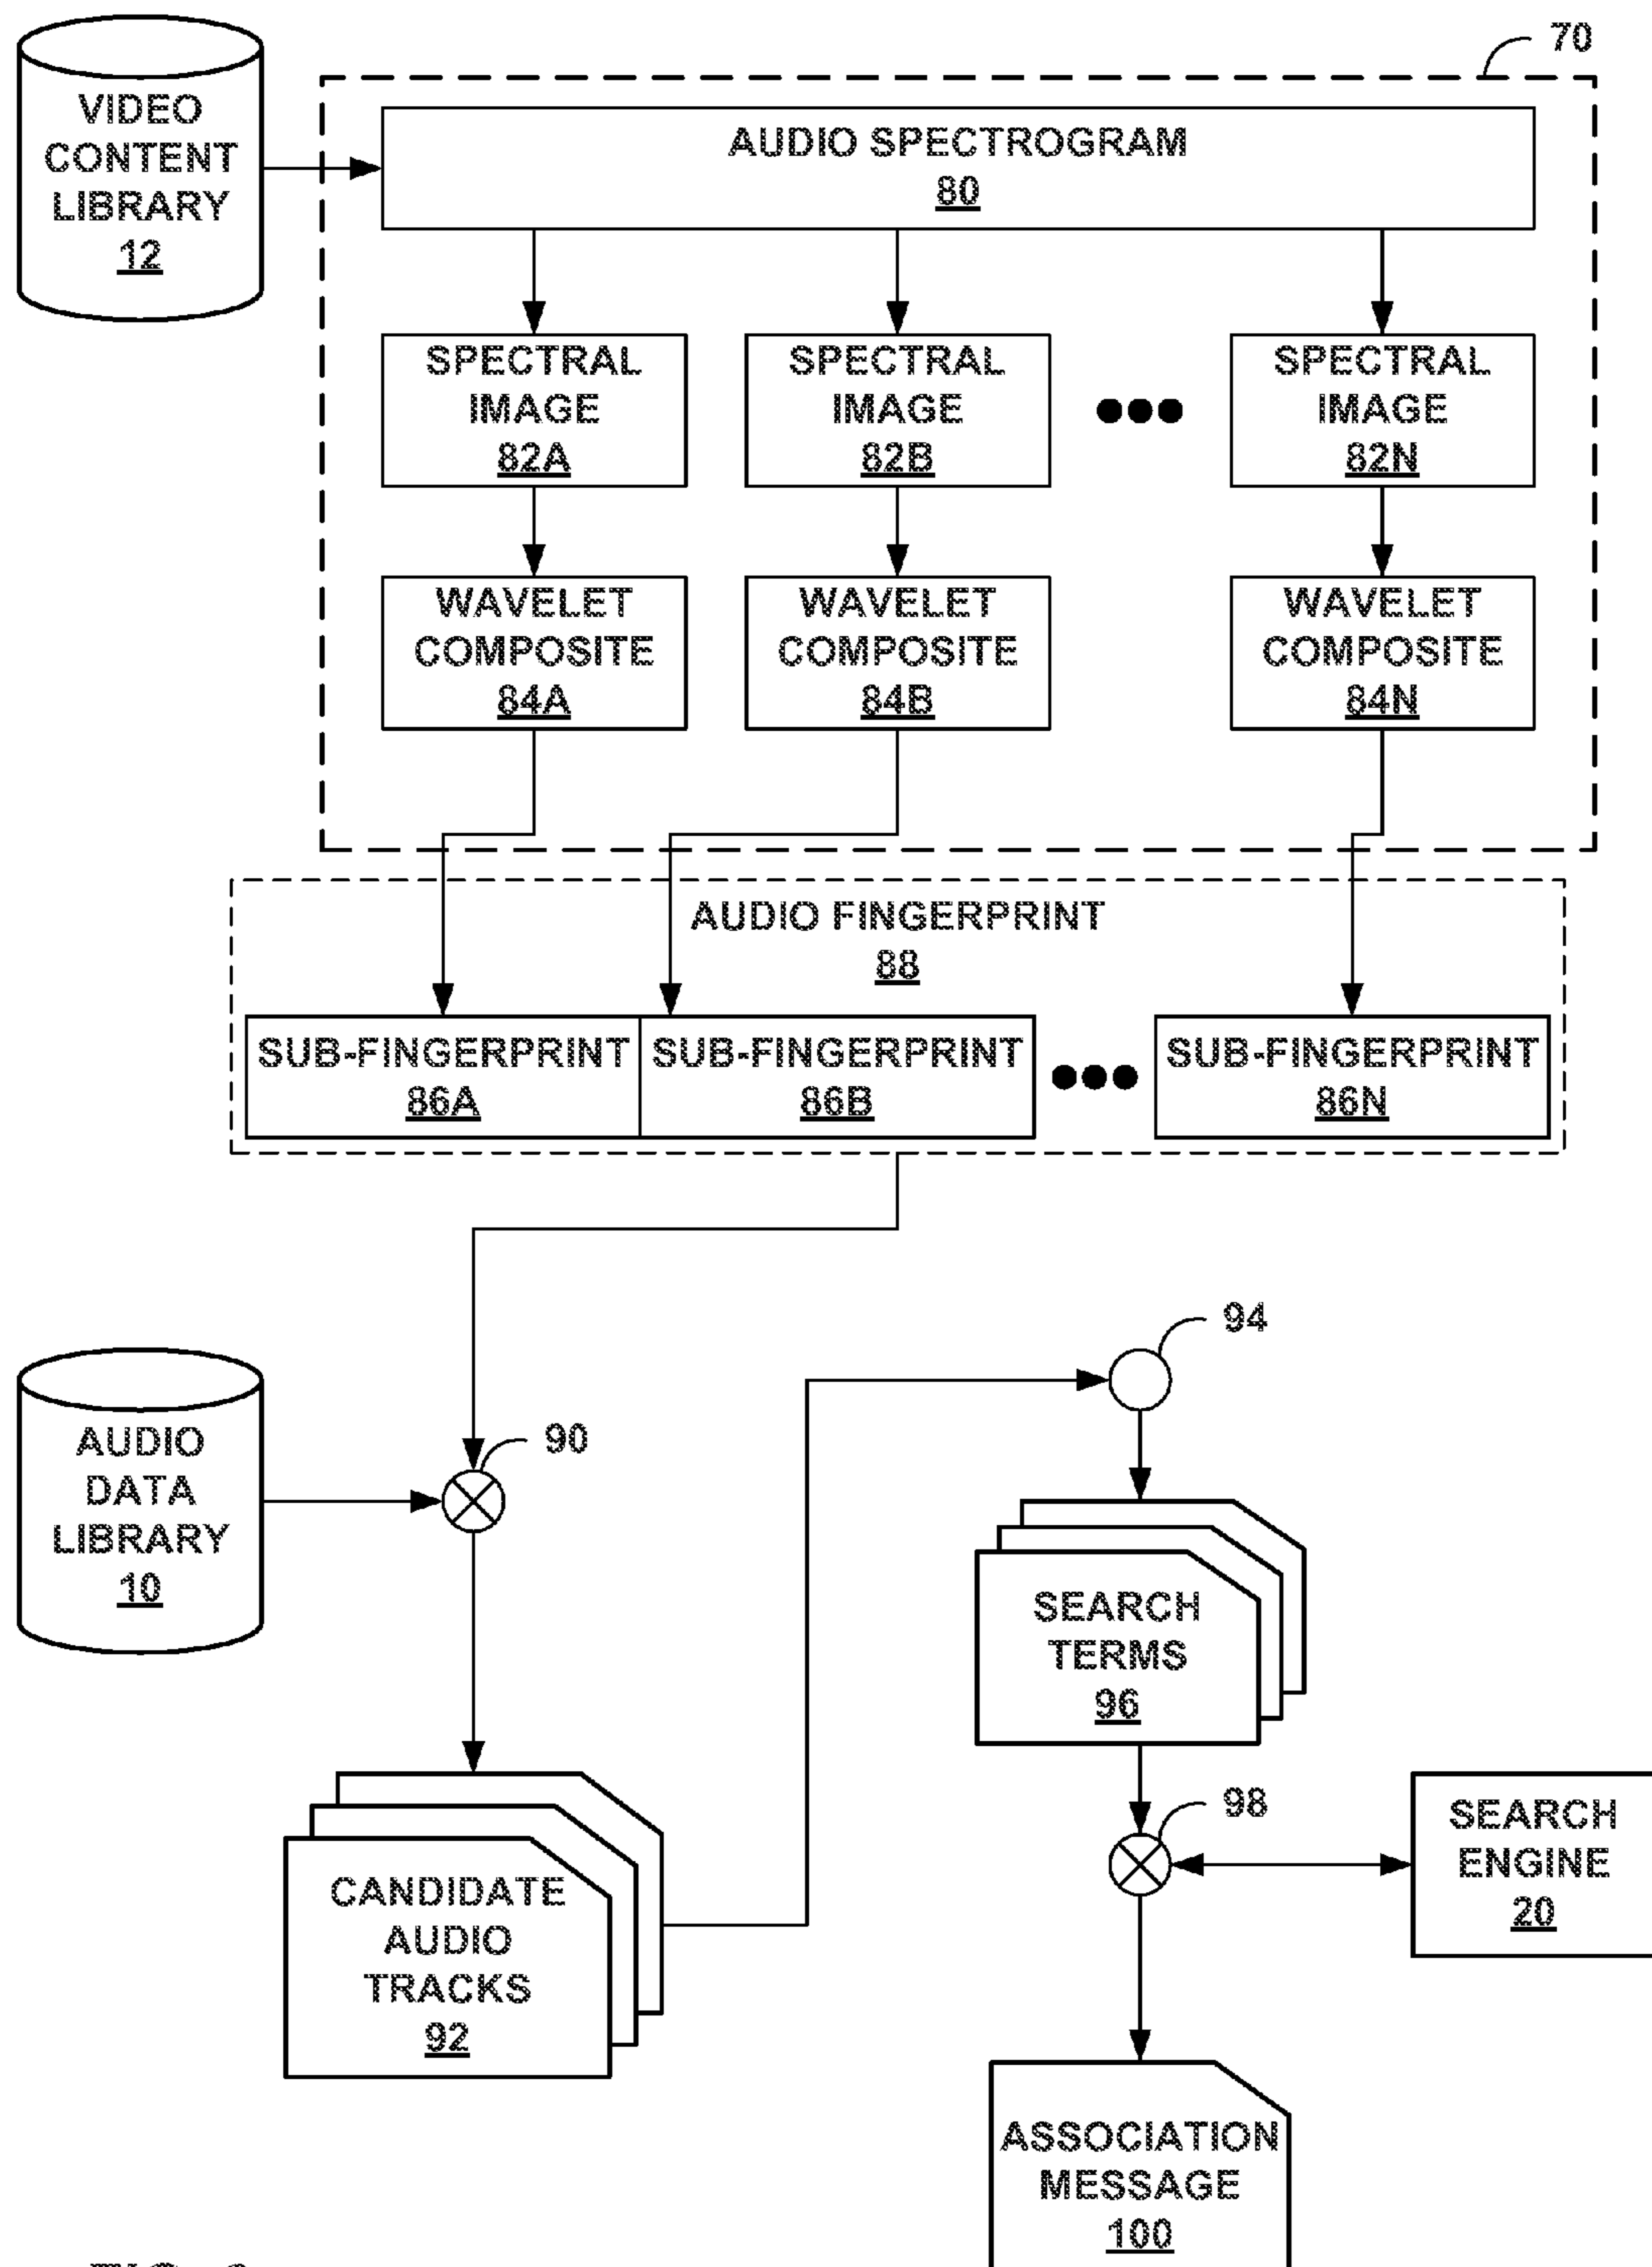 70
VIDEO
CONTENT
LIBRARY
12
AUDIO SPECTROGRAM
80
SPECTRAL
IMAGE
82A
SPECTRAL
IMAGE
82B
SPECTRAL
IMAGE
82N
WAVELET
COMPOSITE
84A
WAVELET
COMPOSITE
84B
WAVELET
COMPOSITE
84N
AUDIO FINGERPRINT
88
SUB-FINGERPRINT
86A
SUB-FINGERPRINT
86B
SUB-FINGERPRINT
86N
94
AUDIO
DATA
LIBRARY
10
90
SEARCH
TERMS
96
98
SEARCH
ENGINE
20
CANDIDATE
AUDIO
TRACKS
92
ASSOCIATION
MESSAGE
100